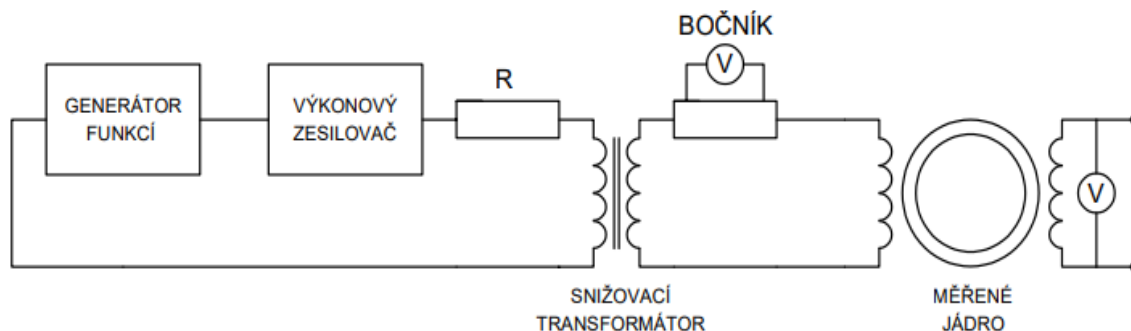 BOČNÍK
V
R
GENERÁTOR
FUNKCÍ
VÝKONOVÝ
ZESILOVAČ
V
SNIŽOVACÍ
TRANSFORMÁTOR
MĚŘENÉ
JÁDRO